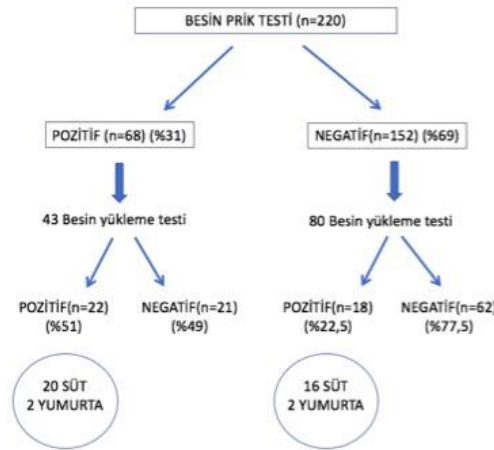 BESİN PRİK TESTİ (n=220)
POZİTİF (n=68) (%31)
NEGATİF(n=152) (%69)
43 Besin yükleme testi
80 Besin yükleme testi
POZİTİF(n=22)
(%51)
NEGATİF(n=21)
(%49)
POZİTİF(n=18)
(%22,5)
NEGATİF(n=62)
(%77,5)
20 SÜT
2 YUMURTA
16 SÜT
2 YUMURTA